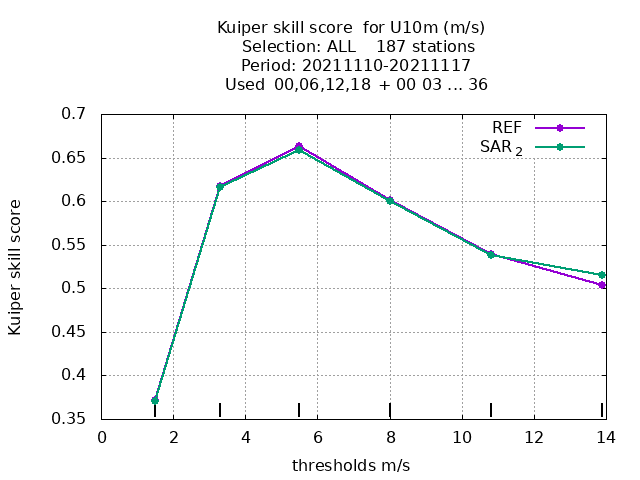 Kuiper skill score  for U10m (m/s)
Selection: ALL    187 stations
Period: 20211110-20211117
Used  00,06,12,18  + 00 03 ... 36
REF
SAR 2
0.7
0.65
0.6
0.55
0.5
0.45
0.4
0.35
Kuiper skill score
0 2 4 6 8 10 12 14
thresholds m/s